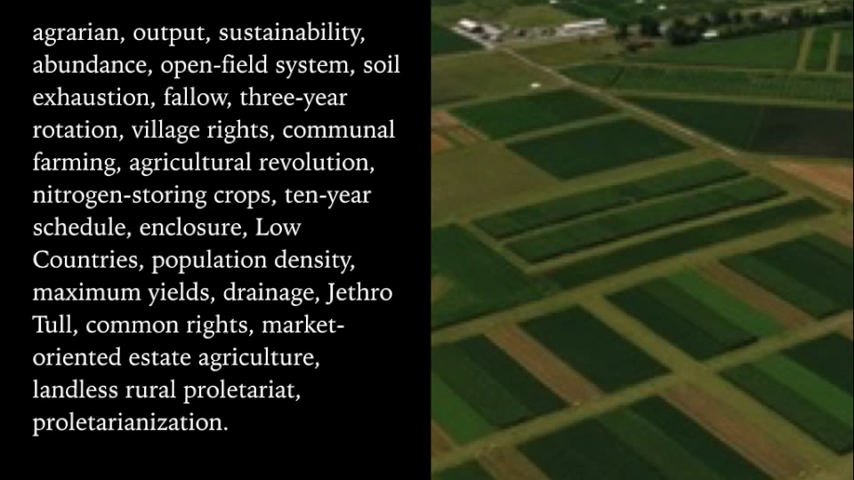 agrarian, output, sustainability,
abundance, open-field system, soil
exhaustion, fallow, three-year
rotation, village rights, communal
farming, agricultural revolution,
nitrogen-storing crops, ten-year
schedule, enclosure, Low
Countries, population density,
maximum yields, drainage, Jethro
Tull, common rights, market-
oriented estate agriculture,
landless rural proletariat,
proletarianization.